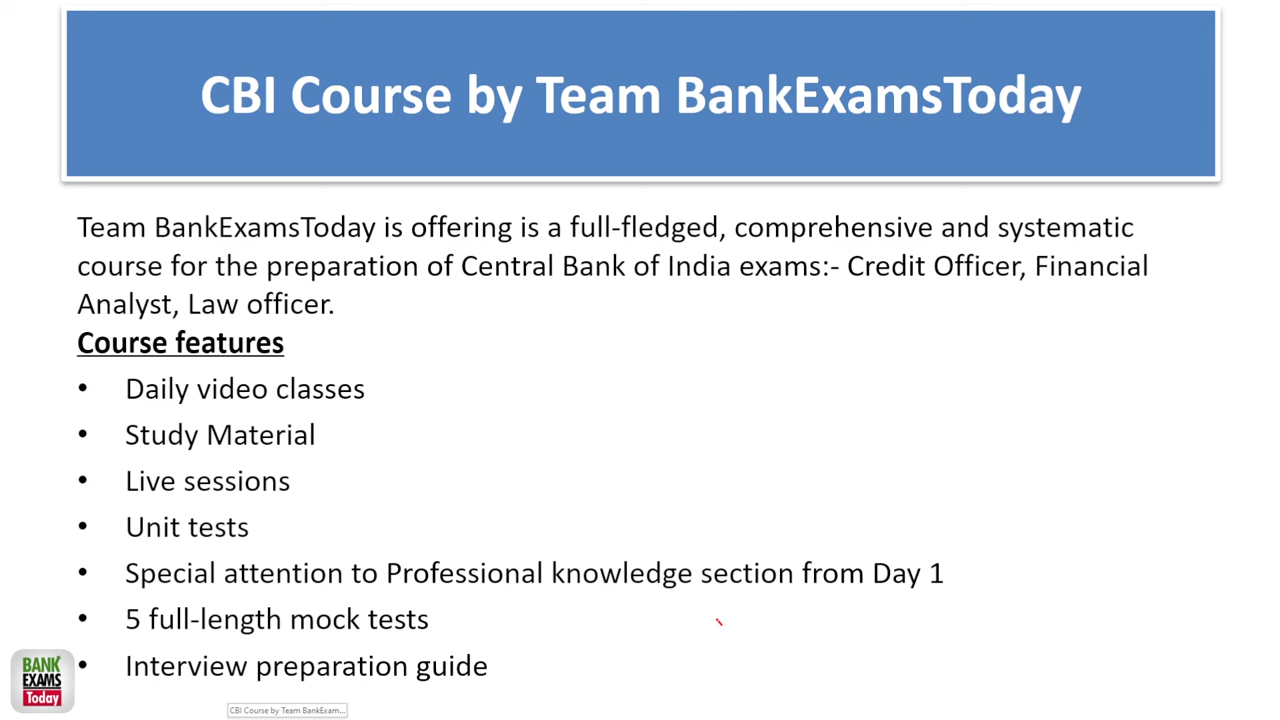 CBI Course by Team BankExamsToday
Team BankExamsToday is offering is a full-fledged, comprehensive and systematic
course for the preparation of Central Bank of India exams:- Credit Officer, Financial
Analyst, Law officer.
Course features
• Daily video classes
• Study Material
• Live sessions
• Unit tests
• Special attention to Professional knowledge section from Day 1
• 5 full-length mock tests
• Interview preparation guide
BANK
EXAMS
Today
CBI Course by Team BankExam...